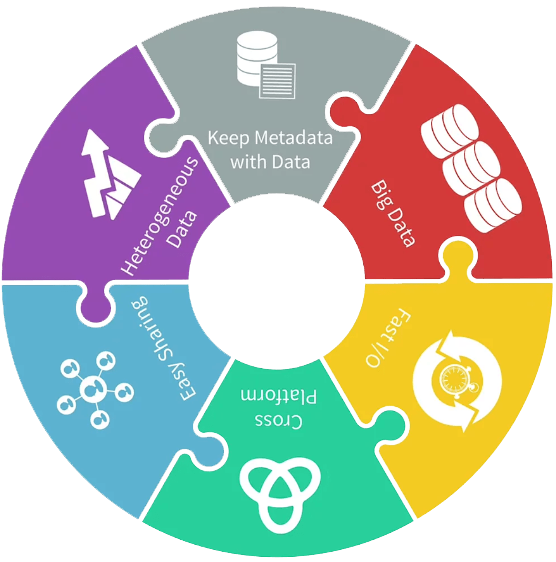 Keep Metadata
with Data
Big Data
Fast I/O
Cross
Platform
Easy Sharing
Heterogeneous
Data